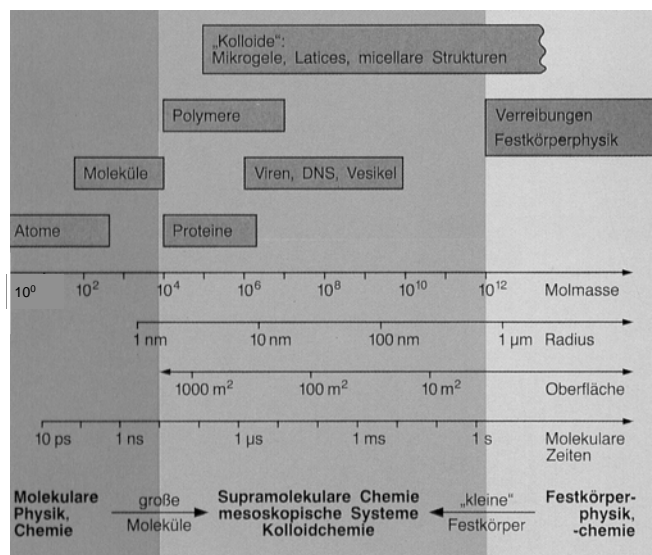 „Kolloide“:
Mikrogele, Latices, micellare Strukturen
Polymere
Verreibungen
Festkörperphysik
Moleküle
Viren, DNS, Vesikel
Atome
Proteine
10⁰ 10² 10⁴ 10⁶ 10⁸ 10¹⁰ 10¹² Molmasse
1 nm 10 nm 100 nm 1 µm Radius
1000 m² 100 m² 10 m² Oberfläche
10 ps 1 ns 1 µs 1 ms 1 s Molekulare
Zeiten
Molekulare
Physik,
Chemie
große
Moleküle
Supramolekulare Chemie
mesoskopische Systeme
Kolloidchemie
„kleine“
Festkörper
Festkörper-
physik,
-chemie